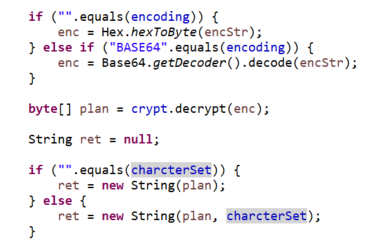 if ("".equals(encoding)) {
    enc = Hex.hexToByte(encStr);
} else if ("BASE64".equals(encoding)) {
    enc = Base64.getDecoder().decode(encStr);
}
byte[] plan = crypt.decrypt(enc);
String ret = null;
if ("".equals(charcterSet)) {
    ret = new String(plan);
} else {
    ret = new String(plan, charcterSet);
}